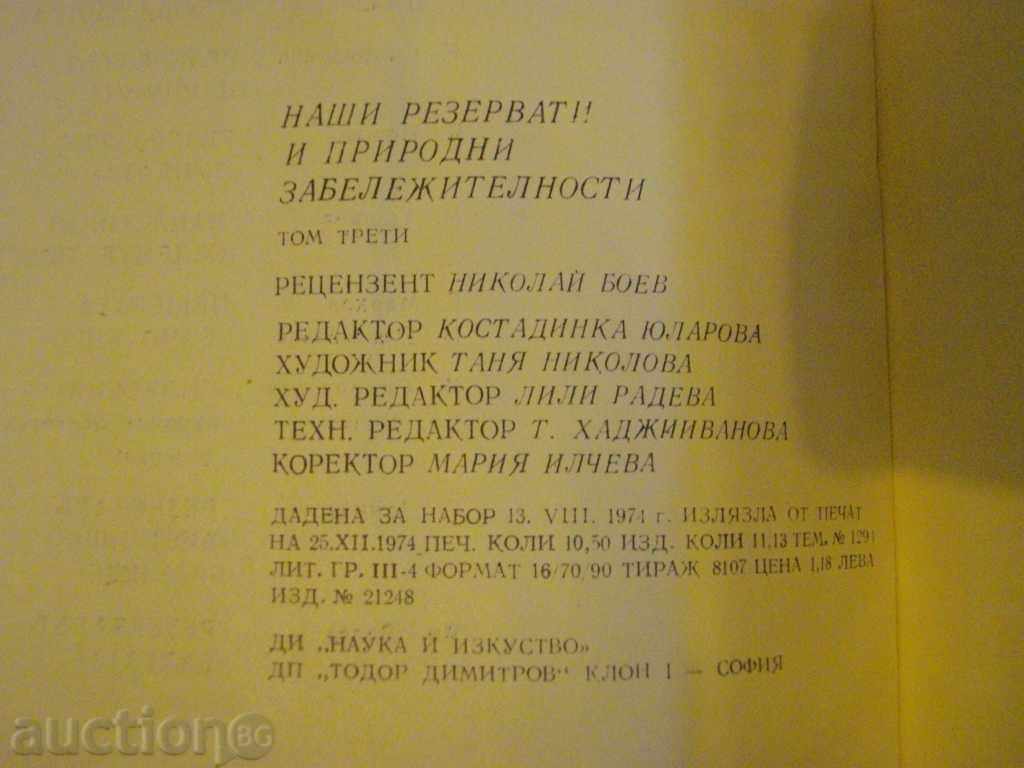 НАШИ РЕЗЕРВАТИ
И ПРИРОДНИ
ЗАБЕЛЕЖИТЕЛНОСТИ
ТОМ ТРЕТИ
РЕЦЕНЗЕНТ НИКОЛАЙ БОЕВ
РЕДАКТОР КОСТАДИНКА ЮЛАРОВА
ХУДОЖНИК ТАНЯ НИКОЛОВА
ХУД. РЕДАКТОР ЛИЛИ РАДЕВА
ТЕХН. РЕДАКТОР Т. ХАДЖИИВАНОВА
КОРЕКТОР МАРИЯ ИЛЧЕВА
ДАДЕНА ЗА НАБОР 13. VIII. 1974 г. ИЗЛЯЗЛА ОТ ПЕЧАТ
НА 25.XII.1974 ПЕЧ. КОЛИ 10,50 ИЗД. КОЛИ 11,13 ТЕМ. № 1291
ЛИТ. ГР. III-4 ФОРМАТ 16/70/90 ТИРАЖ 8107 ЦЕНА 1,18 ЛЕВА
ИЗД. № 21248
ДИ „НАУКА И ИЗКУСТВО»
ДП „ТОДОР ДИМИТРОВ“ КЛОН 1 — СОФИЯ
auction BG